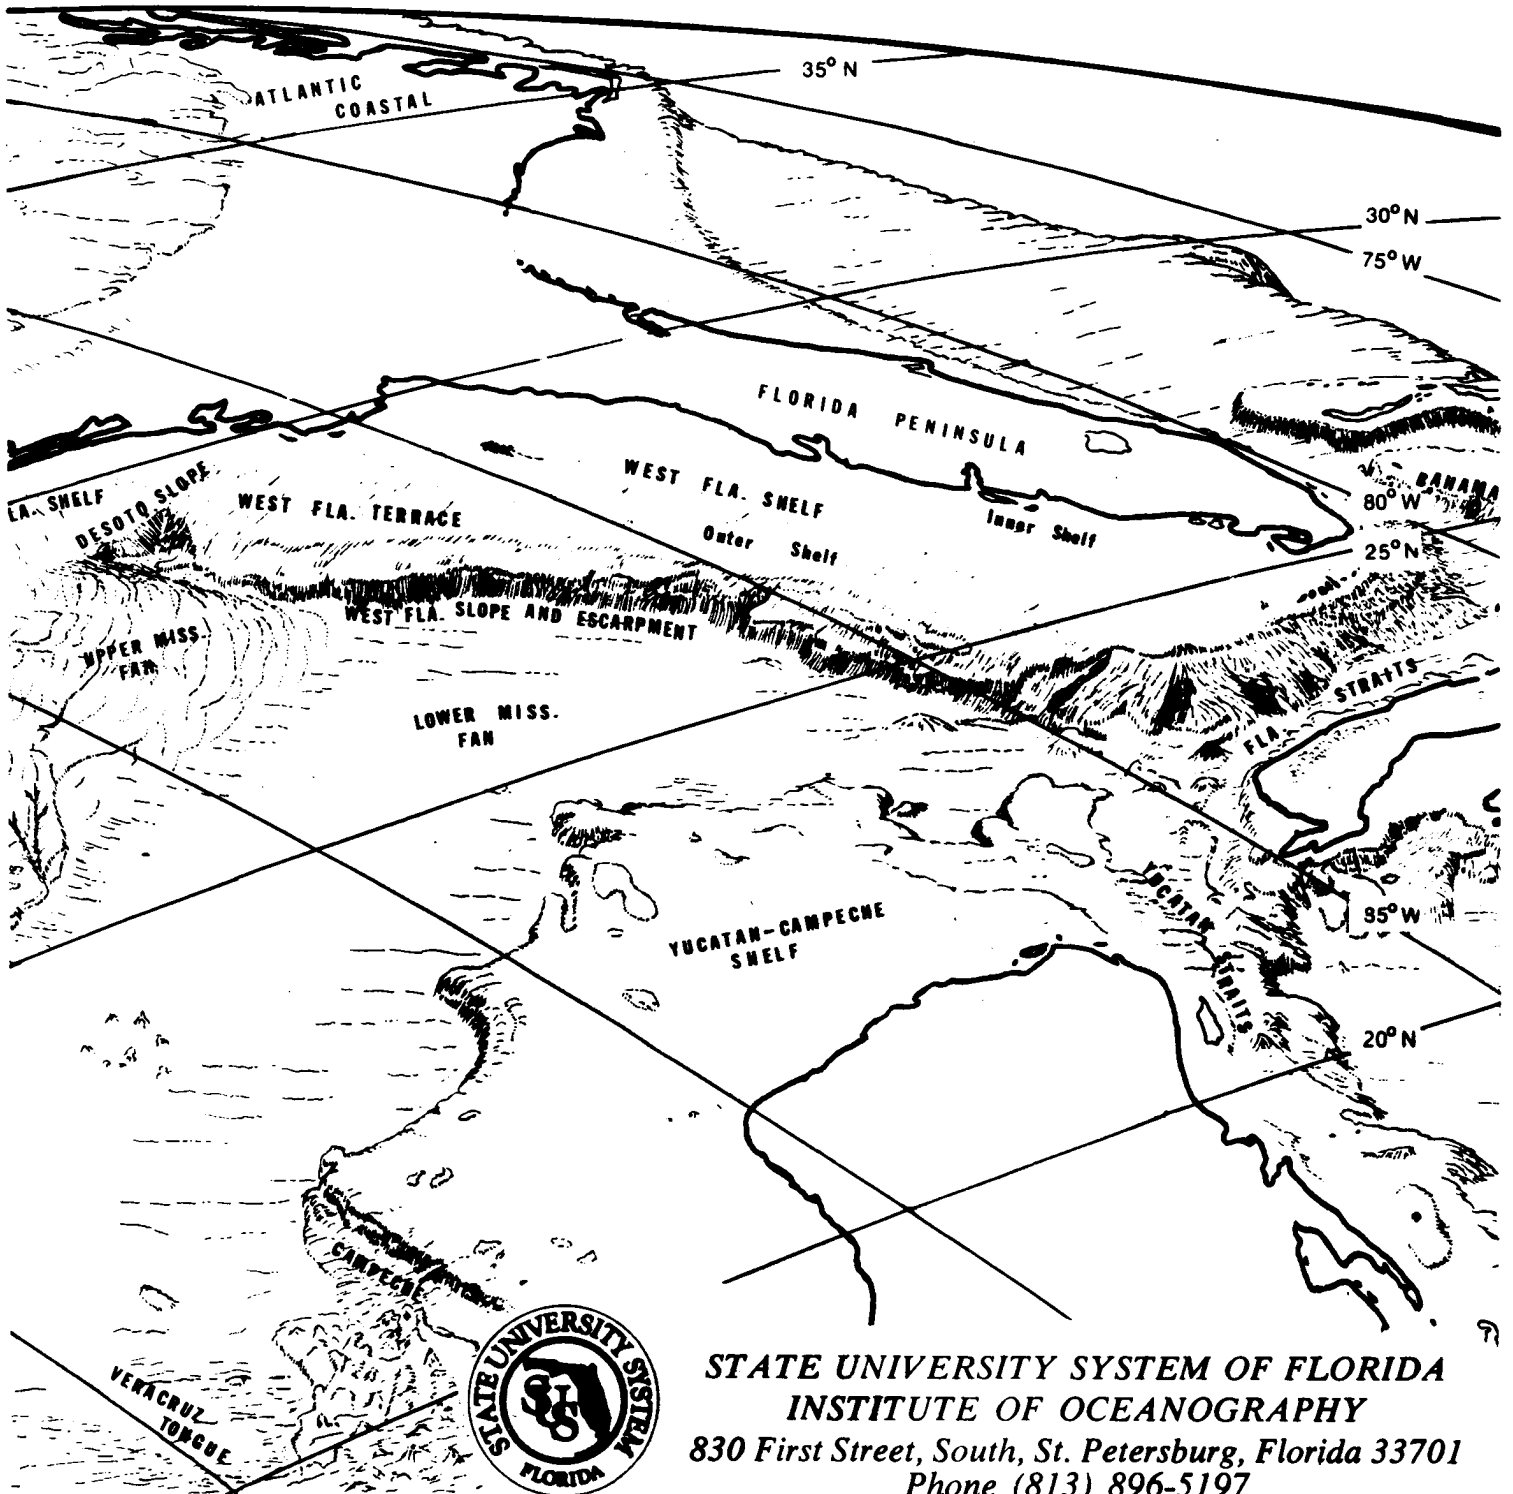 35° N
ATLANTIC
COASTAL
30° N
75° W
FLORIDA PENINSULA
WEST FLA. SHELF
Inner Shelf
Outer Shelf
BANAMA
80° W
25° N
LA. SHELF
DESOTO SLOPE
WEST FLA. TERRACE
WEST FLA. SLOPE AND ESCARPMENT
UPPER MISS.
FAN
LOWER MISS.
FAN
FLA. STRAITS
YUCATAN STRAITS
85° W
YUCATAN-CAMPECHE
SHELF
20° N
CAMPECHE
VERACRUZ
TONGUE
STATE UNIVERSITY SYSTEM
SUS
FLORIDA
STATE UNIVERSITY SYSTEM OF FLORIDA
INSTITUTE OF OCEANOGRAPHY
830 First Street, South, St. Petersburg, Florida 33701
Phone (813) 896-5197